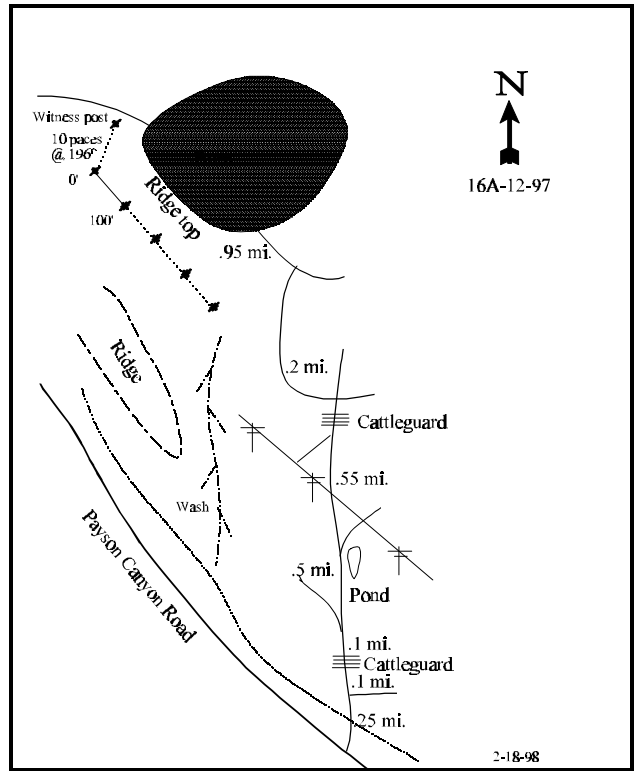 N
16A-12-97
Witness post
10 paces
@ 196°
0'
100'
Ridge top
.95 mi.
Ridge
.2 mi.
Cattleguard
.55 mi.
Wash
Payson Canyon Road
.5 mi.
Pond
.1 mi.
Cattleguard
.1 mi.
.25 mi.
2-18-98